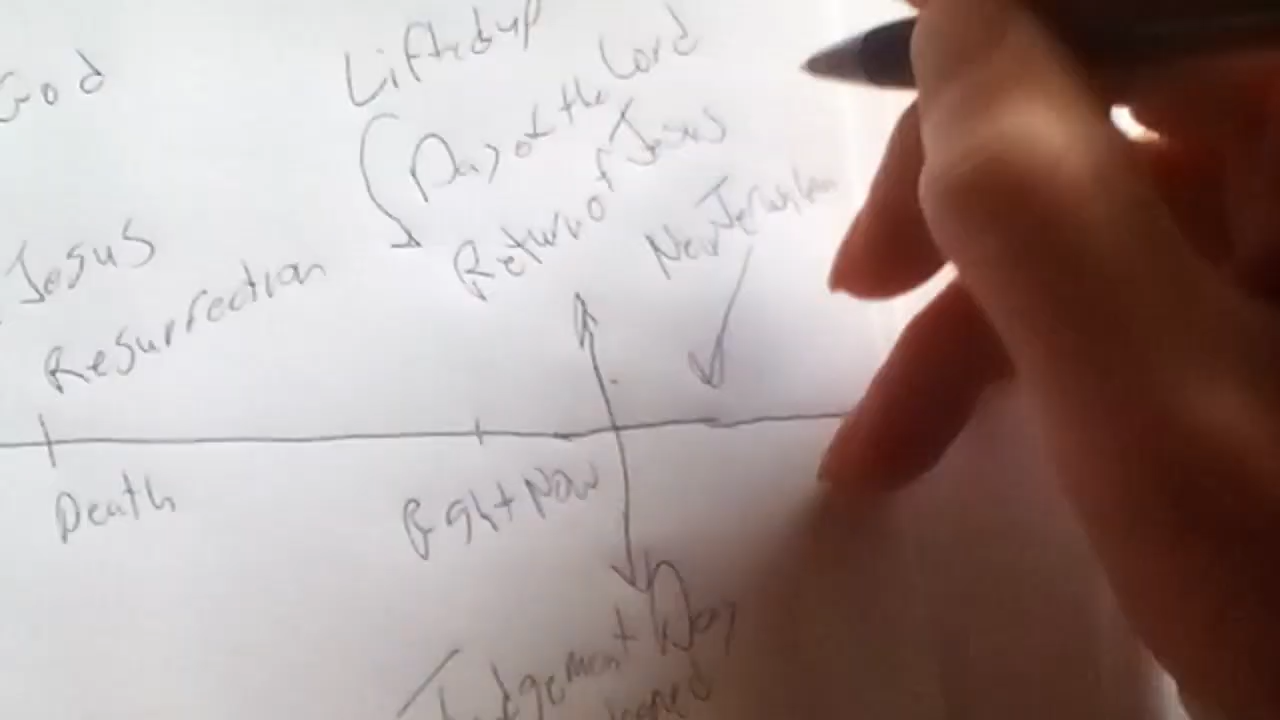 God
Lifted up
Day of the Lord
Return of Jesus
New Jerusalem
Jesus
Resurrection
Death
Right Now
Judgement Day